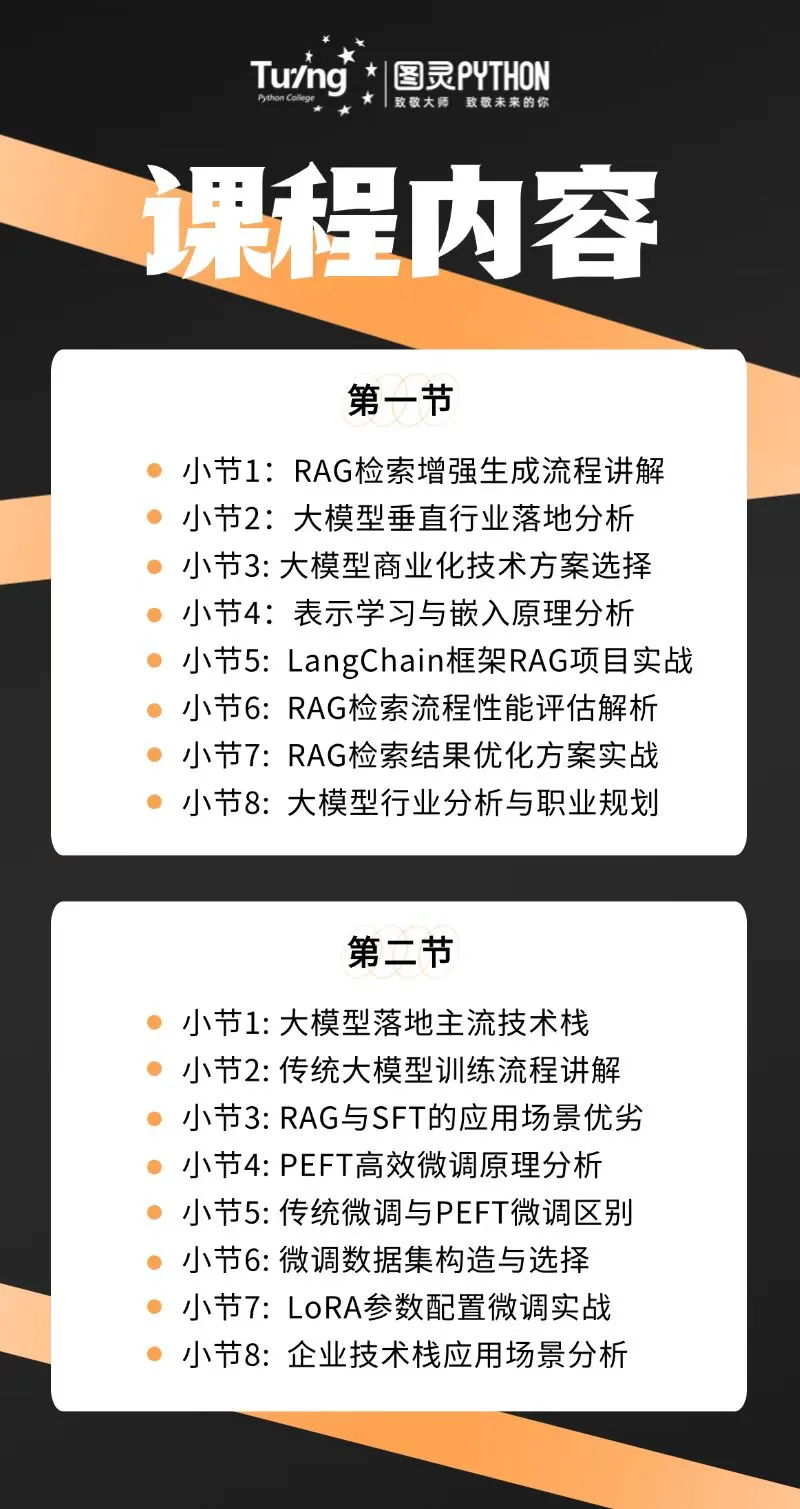 Turing
Python College
图灵PYTHON
致敬大师 致敬未来的你
课程内容
第一节
小节1：RAG检索增强生成流程讲解
小节2：大模型垂直行业落地分析
小节3: 大模型商业化技术方案选择
小节4：表示学习与嵌入原理分析
小节5: LangChain框架RAG项目实战
小节6: RAG检索流程性能评估解析
小节7: RAG检索结果优化方案实战
小节8: 大模型行业分析与职业规划
第二节
小节1: 大模型落地主流技术栈
小节2: 传统大模型训练流程讲解
小节3: RAG与SFT的应用场景优劣
小节4: PEFT高效微调原理分析
小节5: 传统微调与PEFT微调区别
小节6: 微调数据集构造与选择
小节7: LoRA参数配置微调实战
小节8: 企业技术栈应用场景分析